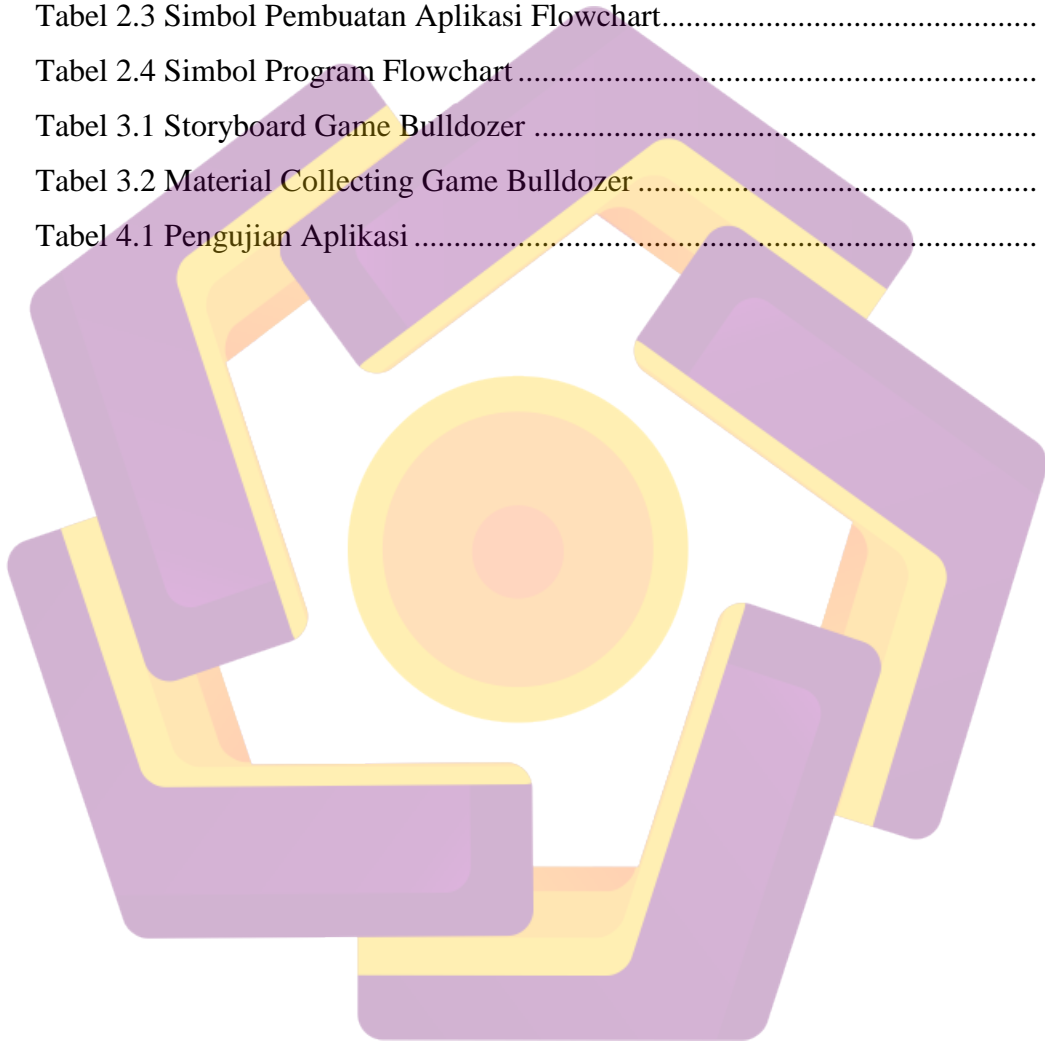 Tabel 2.3 Simbol Pembuatan Aplikasi Flowchart...............................................
Tabel 2.4 Simbol Program Flowchart.................................................................
Tabel 3.1 Storyboard Game Bulldozer ...............................................................
Tabel 3.2 Material Collecting Game Bulldozer..................................................
Tabel 4.1 Pengujian Aplikasi..............................................................................